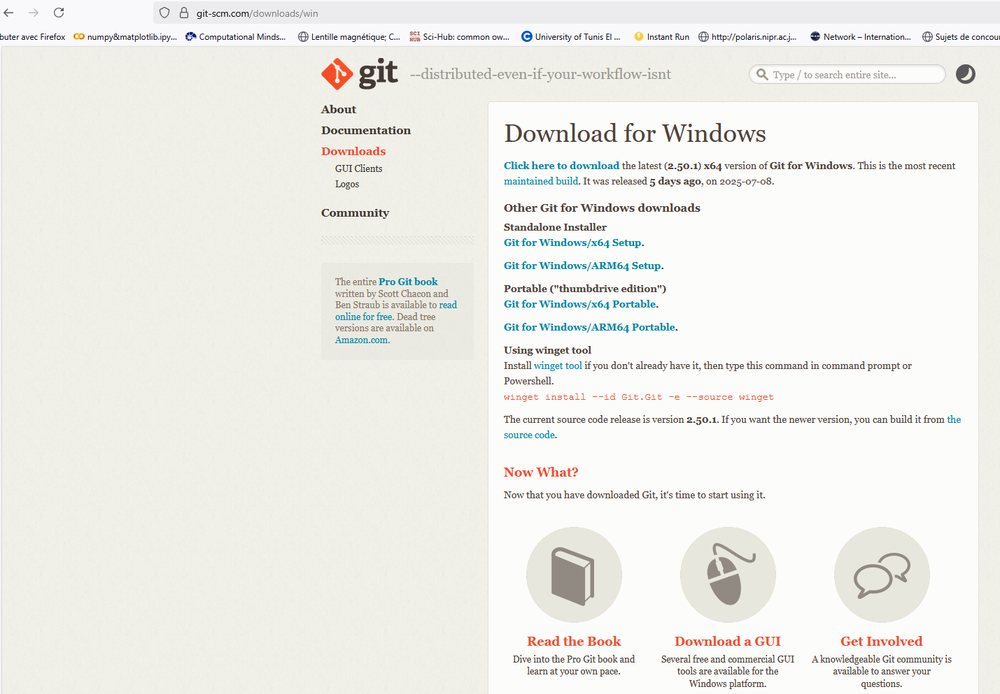 git-scm.com/downloads/win
buter avec Firefox
numpy&matplotlib.ipy...
Computational Minds...
Lentille magnétique; C...
SCI HUB
Sci-Hub: common ow...
University of Tunis El ...
Instant Run
http://polaris.nipr.ac.j...
Network – Internation...
Sujets de concour
git
--distributed-even-if-your-workflow-isnt
Type / to search entire site...
About
Documentation
Downloads
GUI Clients
Logos
Community
The entire Pro Git book
written by Scott Chacon and
Ben Straub is available to read
online for free. Dead tree
versions are available on
Amazon.com.
Download for Windows
Click here to download the latest (2.50.1) x64 version of Git for Windows. This is the most recent
maintained build. It was released 5 days ago, on 2025-07-08.
Other Git for Windows downloads
Standalone Installer
Git for Windows/x64 Setup.
Git for Windows/ARM64 Setup.
Portable ("thumbdrive edition")
Git for Windows/x64 Portable.
Git for Windows/ARM64 Portable.
Using winget tool
Install winget tool if you don't already have it, then type this command in command prompt or
Powershell.
winget install --id Git.Git -e --source winget
The current source code release is version 2.50.1. If you want the newer version, you can build it from the
source code.
Now What?
Now that you have downloaded Git, it's time to start using it.
Read the Book
Dive into the Pro Git book and
learn at your own pace.
Download a GUI
Several free and commercial GUI
tools are available for the
Windows platform.
Get Involved
A knowledgeable Git community is
available to answer your
questions.